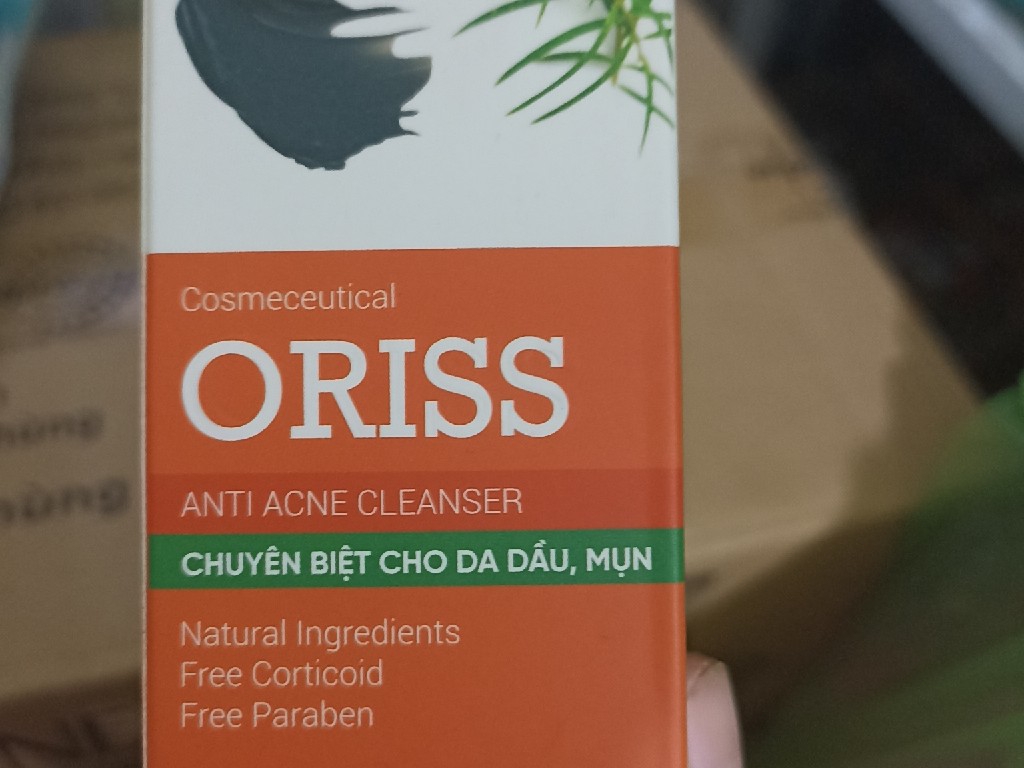 Cosmeceutical
ORISS
ANTI ACNE CLEANSER
CHUYÊN BIỆT CHO DA DẦU, MỤN
Natural Ingredients
Free Corticoid
Free Paraben